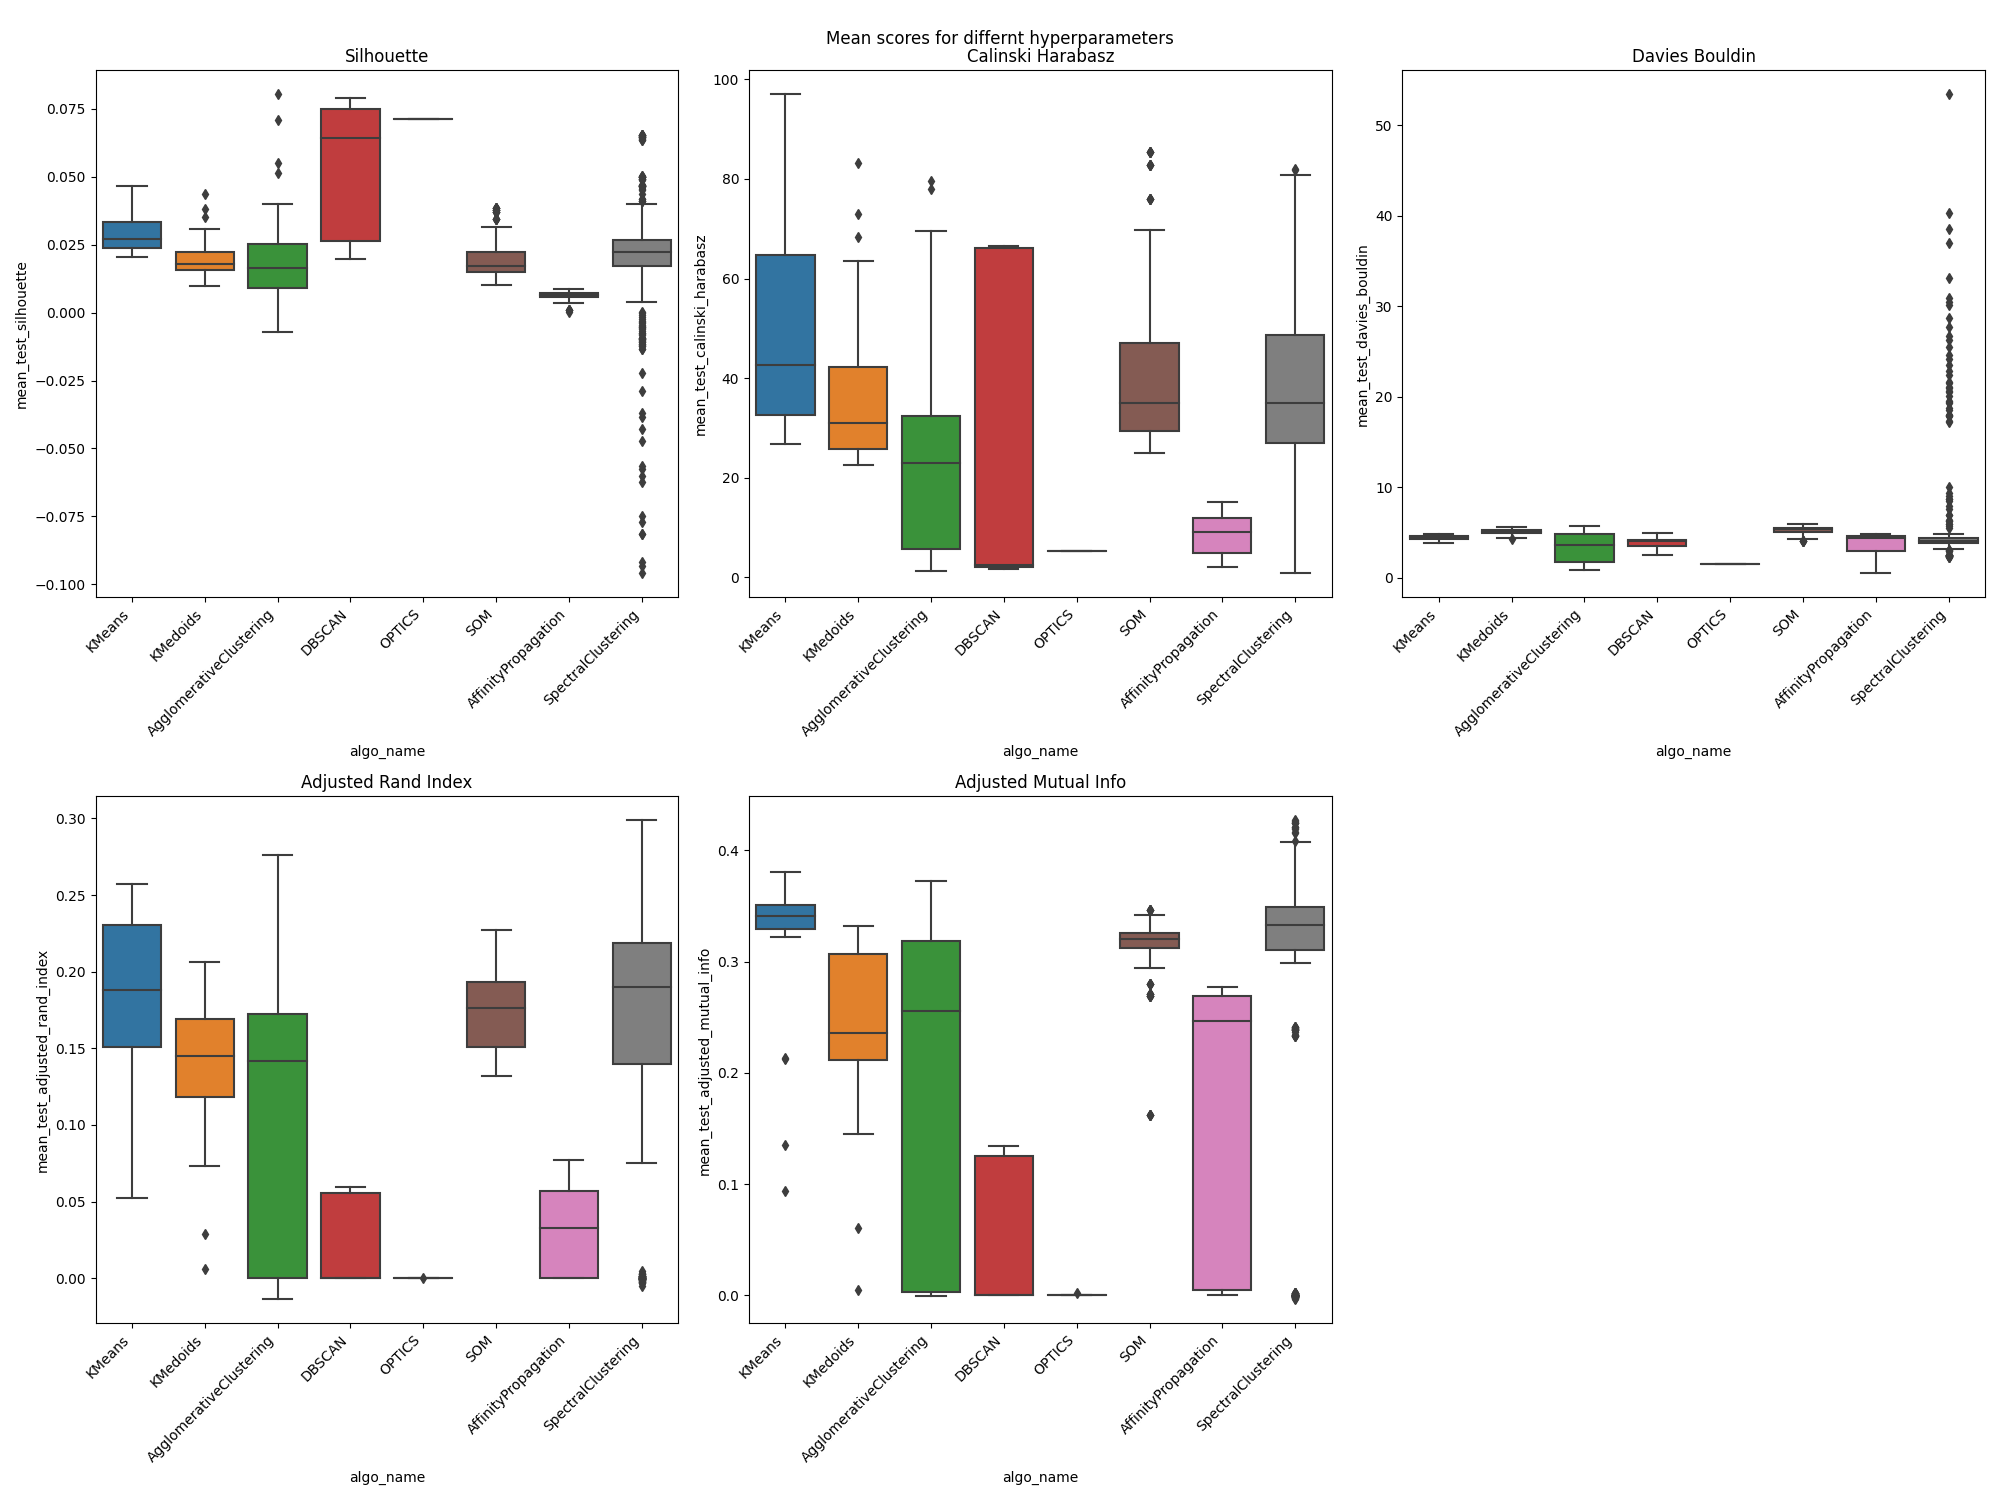 Mean scores for differnt hyperparameters
Silhouette
mean_test_silhouette
0.075
0.050
0.025
0.000
−0.025
−0.050
−0.075
−0.100
KMeans
KMedoids
AgglomerativeClustering
DBSCAN
OPTICS
SOM
AffinityPropagation
SpectralClustering
algo_name
Calinski Harabasz
mean_test_calinski_harabasz
100
80
60
40
20
0
KMeans
KMedoids
AgglomerativeClustering
DBSCAN
OPTICS
SOM
AffinityPropagation
SpectralClustering
algo_name
Davies Bouldin
mean_test_davies_bouldin
50
40
30
20
10
0
KMeans
KMedoids
AgglomerativeClustering
DBSCAN
OPTICS
SOM
AffinityPropagation
SpectralClustering
algo_name
Adjusted Rand Index
mean_test_adjusted_rand_index
0.30
0.25
0.20
0.15
0.10
0.05
0.00
KMeans
KMedoids
AgglomerativeClustering
DBSCAN
OPTICS
SOM
AffinityPropagation
SpectralClustering
algo_name
Adjusted Mutual Info
mean_test_adjusted_mutual_info
0.4
0.3
0.2
0.1
0.0
KMeans
KMedoids
AgglomerativeClustering
DBSCAN
OPTICS
SOM
AffinityPropagation
SpectralClustering
algo_name